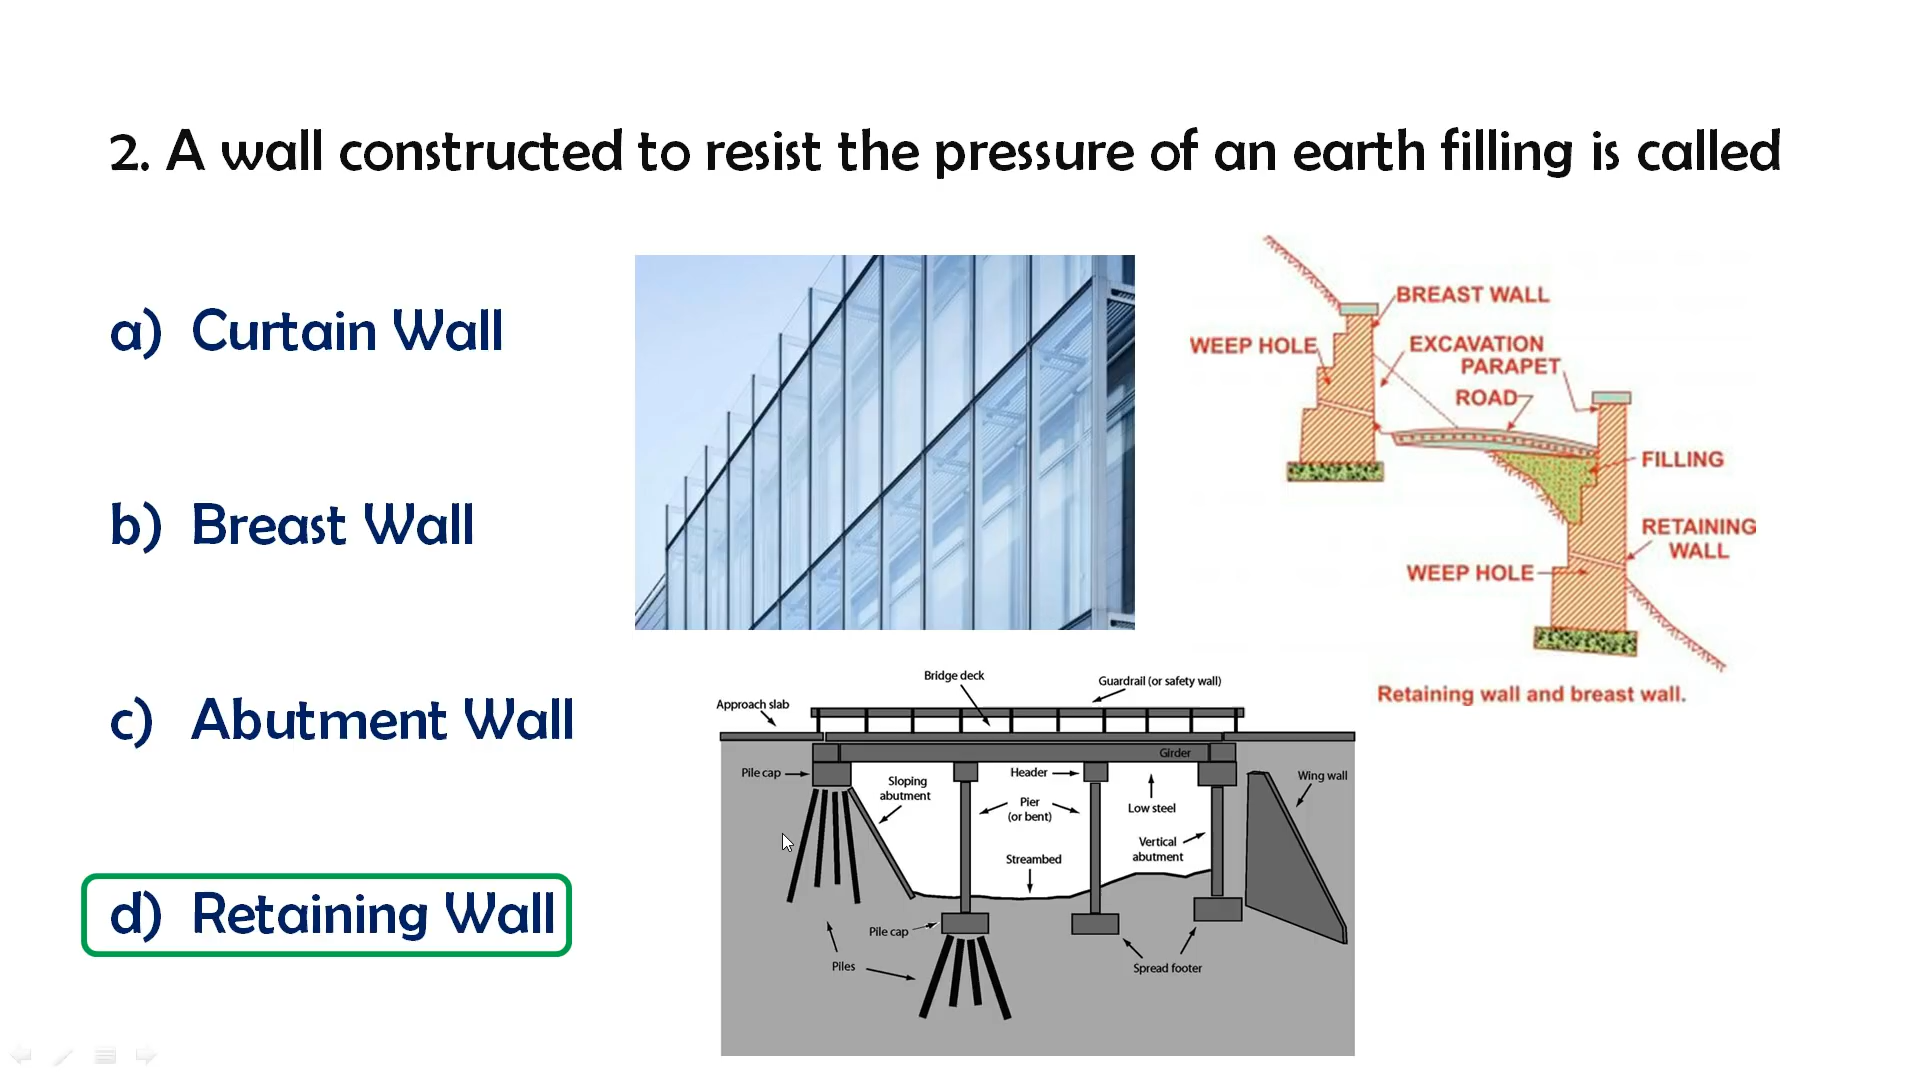 2. A wall constructed to resist the pressure of an earth filling is called
a) Curtain Wall
b) Breast Wall
c) Abutment Wall
d) Retaining Wall
BREAST WALL
WEEP HOLE
EXCAVATION
PARAPET
ROAD
FILLING
RETAINING
WALL
WEEP HOLE
Retaining wall and breast wall.
Bridge deck
Guardrail (or safety wall)
Approach slab
Girder
Pile cap
Sloping
abutment
Header
Pier
(or bent)
Low steel
Wing wall
Vertical
abutment
Streambed
Pile cap
Piles
Spread footer